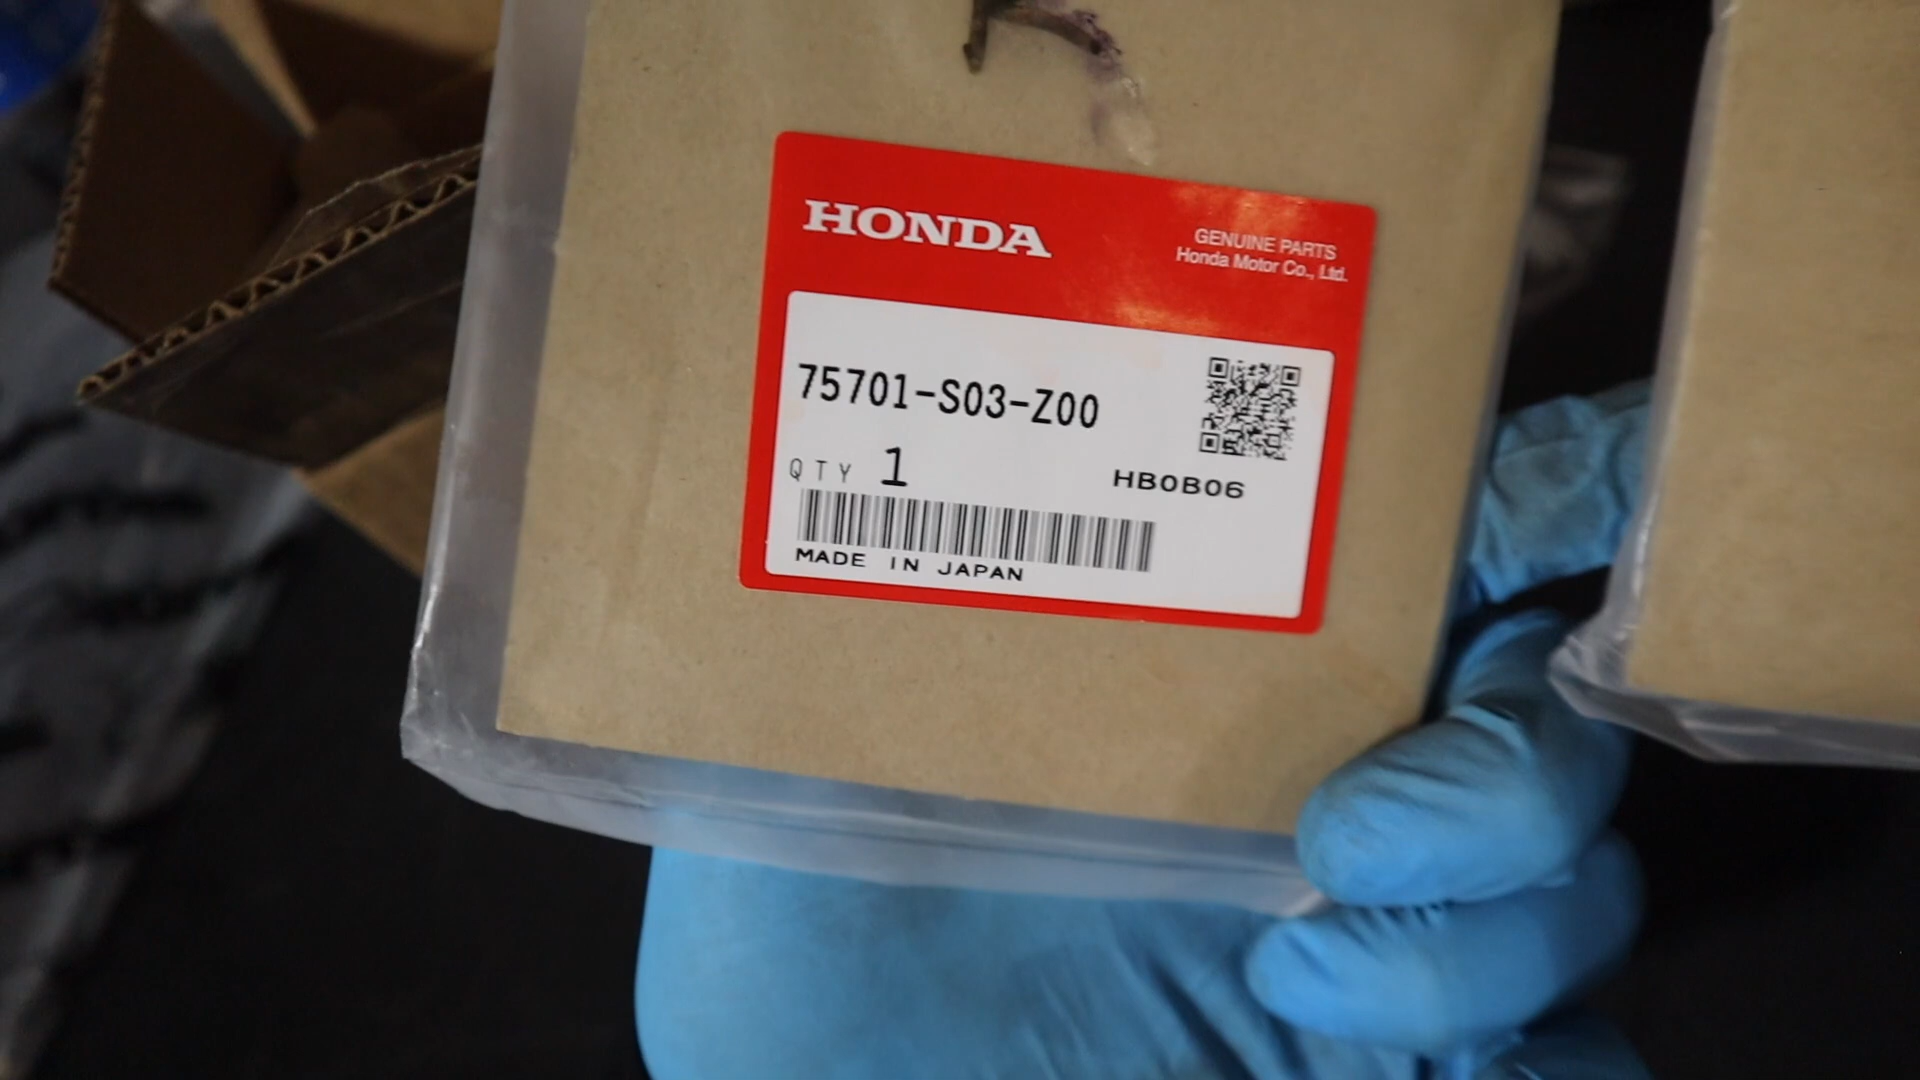 HONDA
GENUINE PARTS
Honda Motor Co., Ltd.
75701-S03-Z00
QTY 1
HB0B06
MADE IN JAPAN